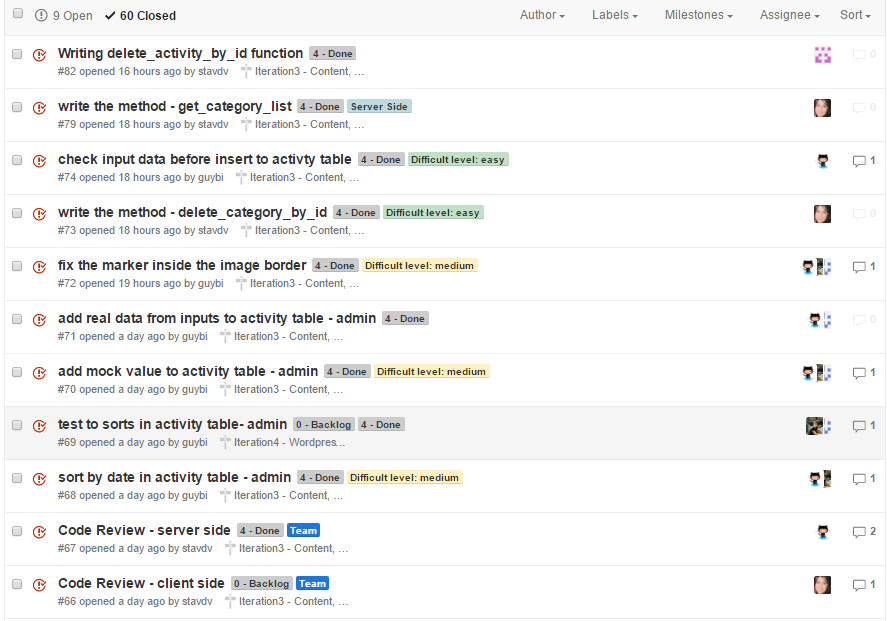 9 Open 60 Closed Author Labels Milestones Assignee Sort
Writing delete_activity_by_id function 4 - Done
#82 opened 16 hours ago by stavdv Iteration3 - Content, ... 0
write the method - get_category_list 4 - Done Server Side
#79 opened 18 hours ago by stavdv Iteration3 - Content, ... 0
check input data before insert to activty table 4 - Done Difficult level: easy
#74 opened 18 hours ago by guybi Iteration3 - Content, ... 1
write the method - delete_category_by_id 4 - Done Difficult level: easy
#73 opened 18 hours ago by stavdv Iteration3 - Content, ... 0
fix the marker inside the image border 4 - Done Difficult level: medium
#72 opened 19 hours ago by guybi Iteration3 - Content, ... 1
add real data from inputs to activity table - admin 4 - Done
#71 opened a day ago by guybi Iteration3 - Content, ... 0
add mock value to activity table - admin 4 - Done Difficult level: medium
#70 opened a day ago by guybi Iteration3 - Content, ... 1
test to sorts in activity table- admin 0 - Backlog 4 - Done
#69 opened a day ago by guybi Iteration4 - Wordpres... 1
sort by date in activity table - admin 4 - Done Difficult level: medium
#68 opened a day ago by guybi Iteration3 - Content, ... 1
Code Review - server side 4 - Done Team
#67 opened a day ago by stavdv Iteration3 - Content, ... 2
Code Review - client side 0 - Backlog Team
#66 opened a day ago by stavdv Iteration3 - Content, ... 1